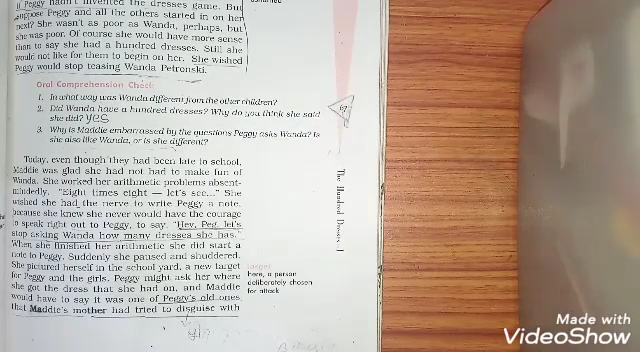 if Peggy hadn't invented the dresses game. But
suppose Peggy and all the others started in on her
next? She wasn't as poor as Wanda, perhaps, but
she was poor. Of course she would have more sense
than to say she had a hundred dresses. Still she
would not like for them to begin on her. She wished
Peggy would stop teasing Wanda Petronski.
Oral Comprehension Check
1. In what way was Wanda different from the other children?
2. Did Wanda have a hundred dresses? Why do you think she said
she did? yes
3. Why is Maddie embarrassed by the questions Peggy asks Wanda? Is
she also like Wanda, or is she different?
67
The Hundred Dresses–I
Today, even though they had been late to school,
Maddie was glad she had not had to make fun of
Wanda. She worked her arithmetic problems absent-
mindedly. “Eight times eight — let's see...” She
wished she had the nerve to write Peggy a note,
because she knew she never would have the courage
to speak right out to Peggy, to say, “Hey, Peg, let's
stop asking Wanda how many dresses she has.”
When she finished her arithmetic she did start a
note to Peggy. Suddenly she paused and shuddered.
She pictured herself in the school yard, a new target
for Peggy and the girls. Peggy might ask her where
she got the dress that she had on, and Maddie
would have to say it was one of Peggy's old ones
that Maddie's mother had tried to disguise with
target
here, a person
deliberately chosen
for attack
Made with
VideoShow